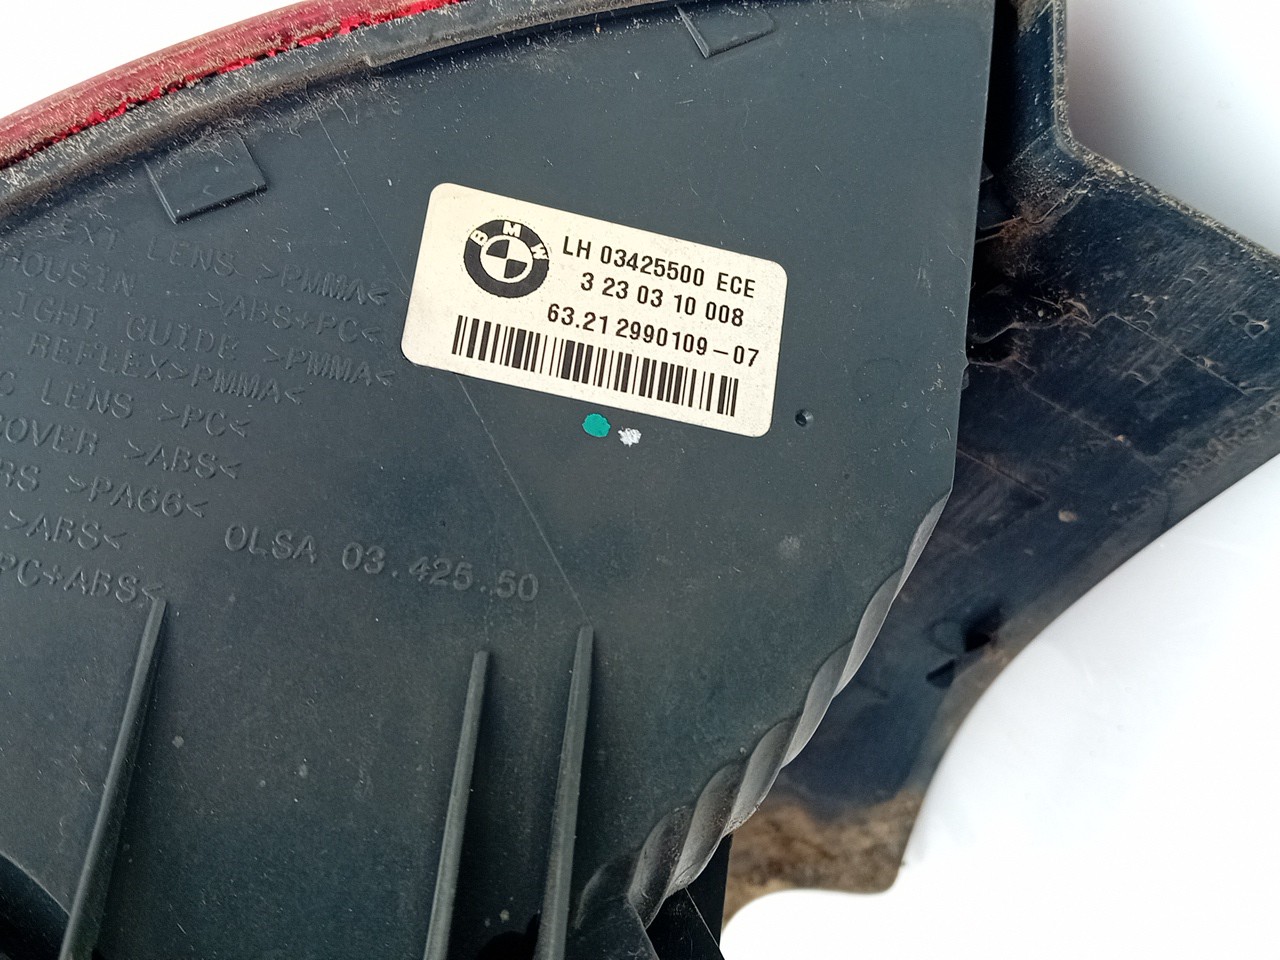 BMW
LH 03425500 ECE
3 23 03 10 008
63.21 2990109-07
EXT LENS >PMMA<
HOUSIN >ABS+PC<
IGHT GUIDE >PMMA<
REFLEX>PMMA<
C LENS >PC<
COVER >ABS<
RS >PA66<
>ABS<
PC+ABS<
OLSA 03.425.50